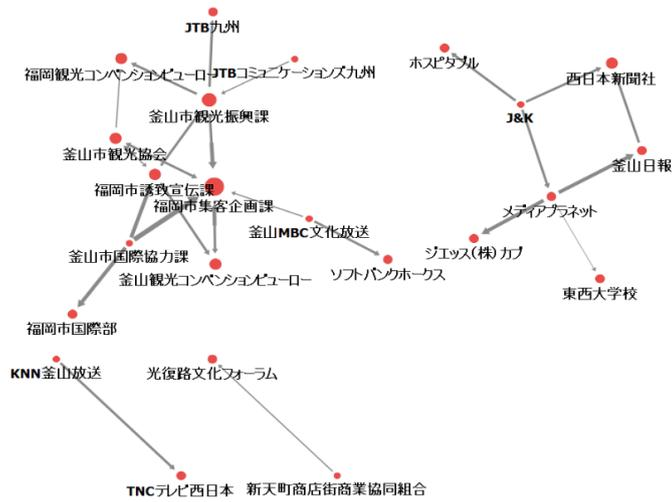 JTB九州
福岡観光コンベンションビューロー
JTBコミュニケーションズ九州
ホスピタブル
西日本新聞社
釜山市観光振興課
J&K
釜山市観光協会
釜山日報
福岡市誘致宣伝課
福岡市集客企画課
メディアプラネット
釜山MBC文化放送
釜山市国際協力課
ジエッス(株)カブ
釜山観光コンベンションビューロー
ソフトバンクホークス
東西大学校
福岡市国際部
KNN釜山放送
光復路文化フォーラム
TNCテレビ西日本
新天町商店街商業協同組合